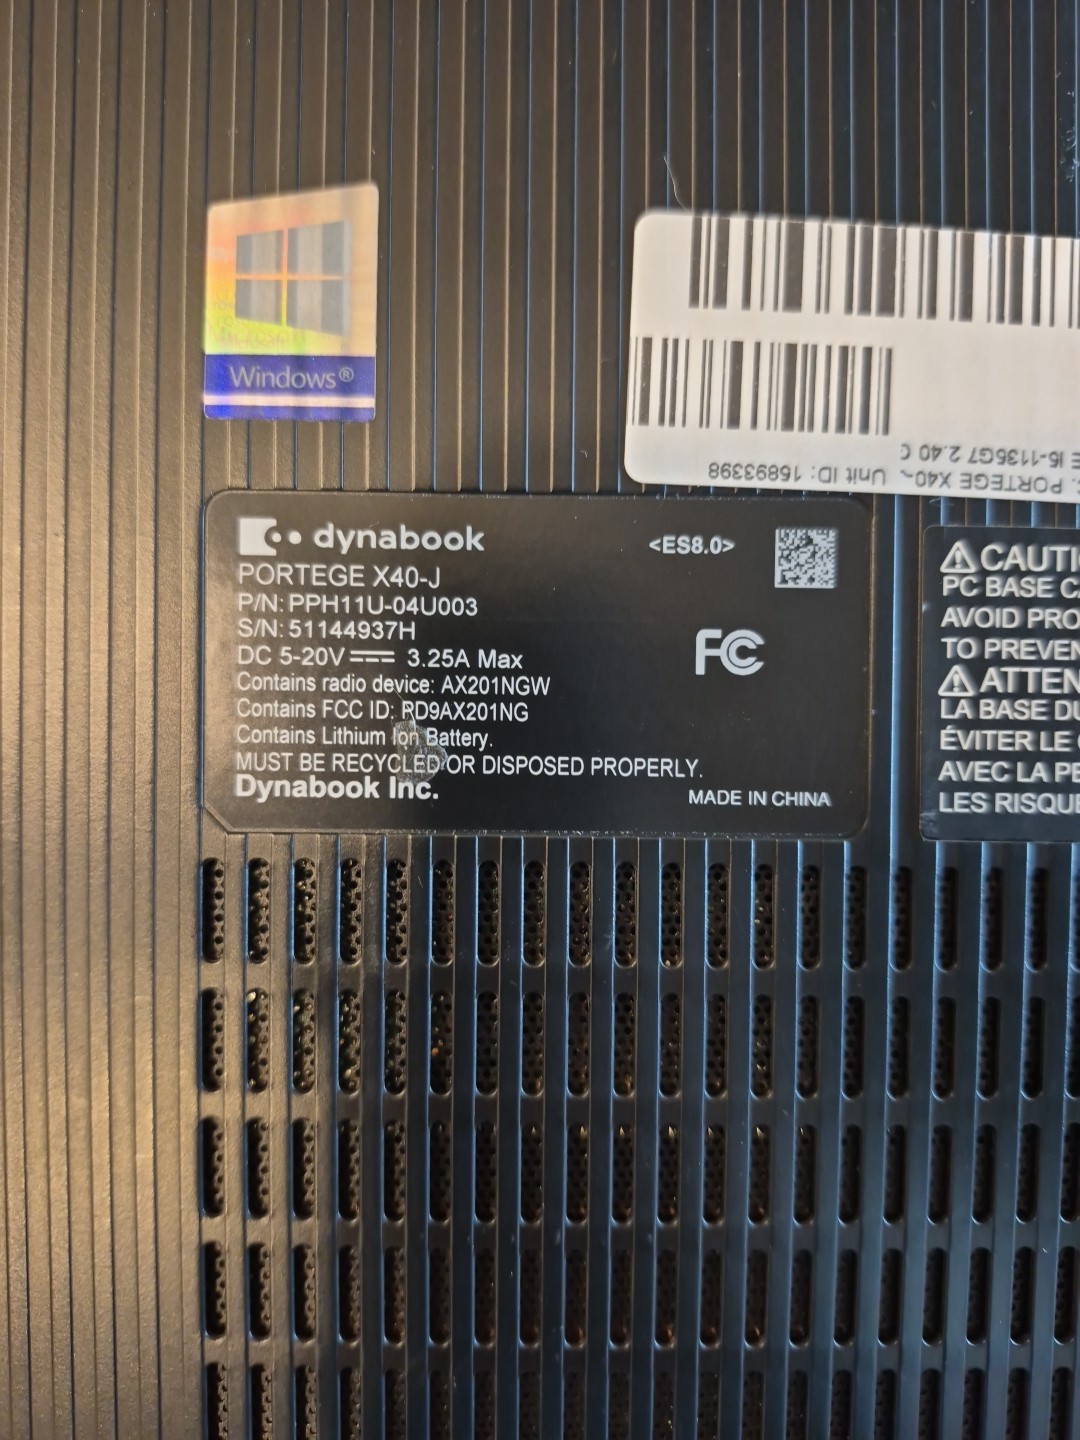 Windows®
E I5-1135G7 2.40 G
PORTEGE X40-
Unit ID: 15893398
dynabook
<ES8.0>
PORTEGE X40-J
P/N: PPH11U-04U003
S/N: 51144937H
DC 5-20V 3.25A Max
FC
Contains radio device: AX201NGW
Contains FCC ID: PD9AX201NG
Contains Lithium Ion Battery.
MUST BE RECYCLED OR DISPOSED PROPERLY.
Dynabook Inc.
MADE IN CHINA
CAUTI
PC BASE CA
AVOID PRO
TO PREVEN
ATTEN
LA BASE DU
ÉVITER LE
AVEC LA PE
LES RISQUE